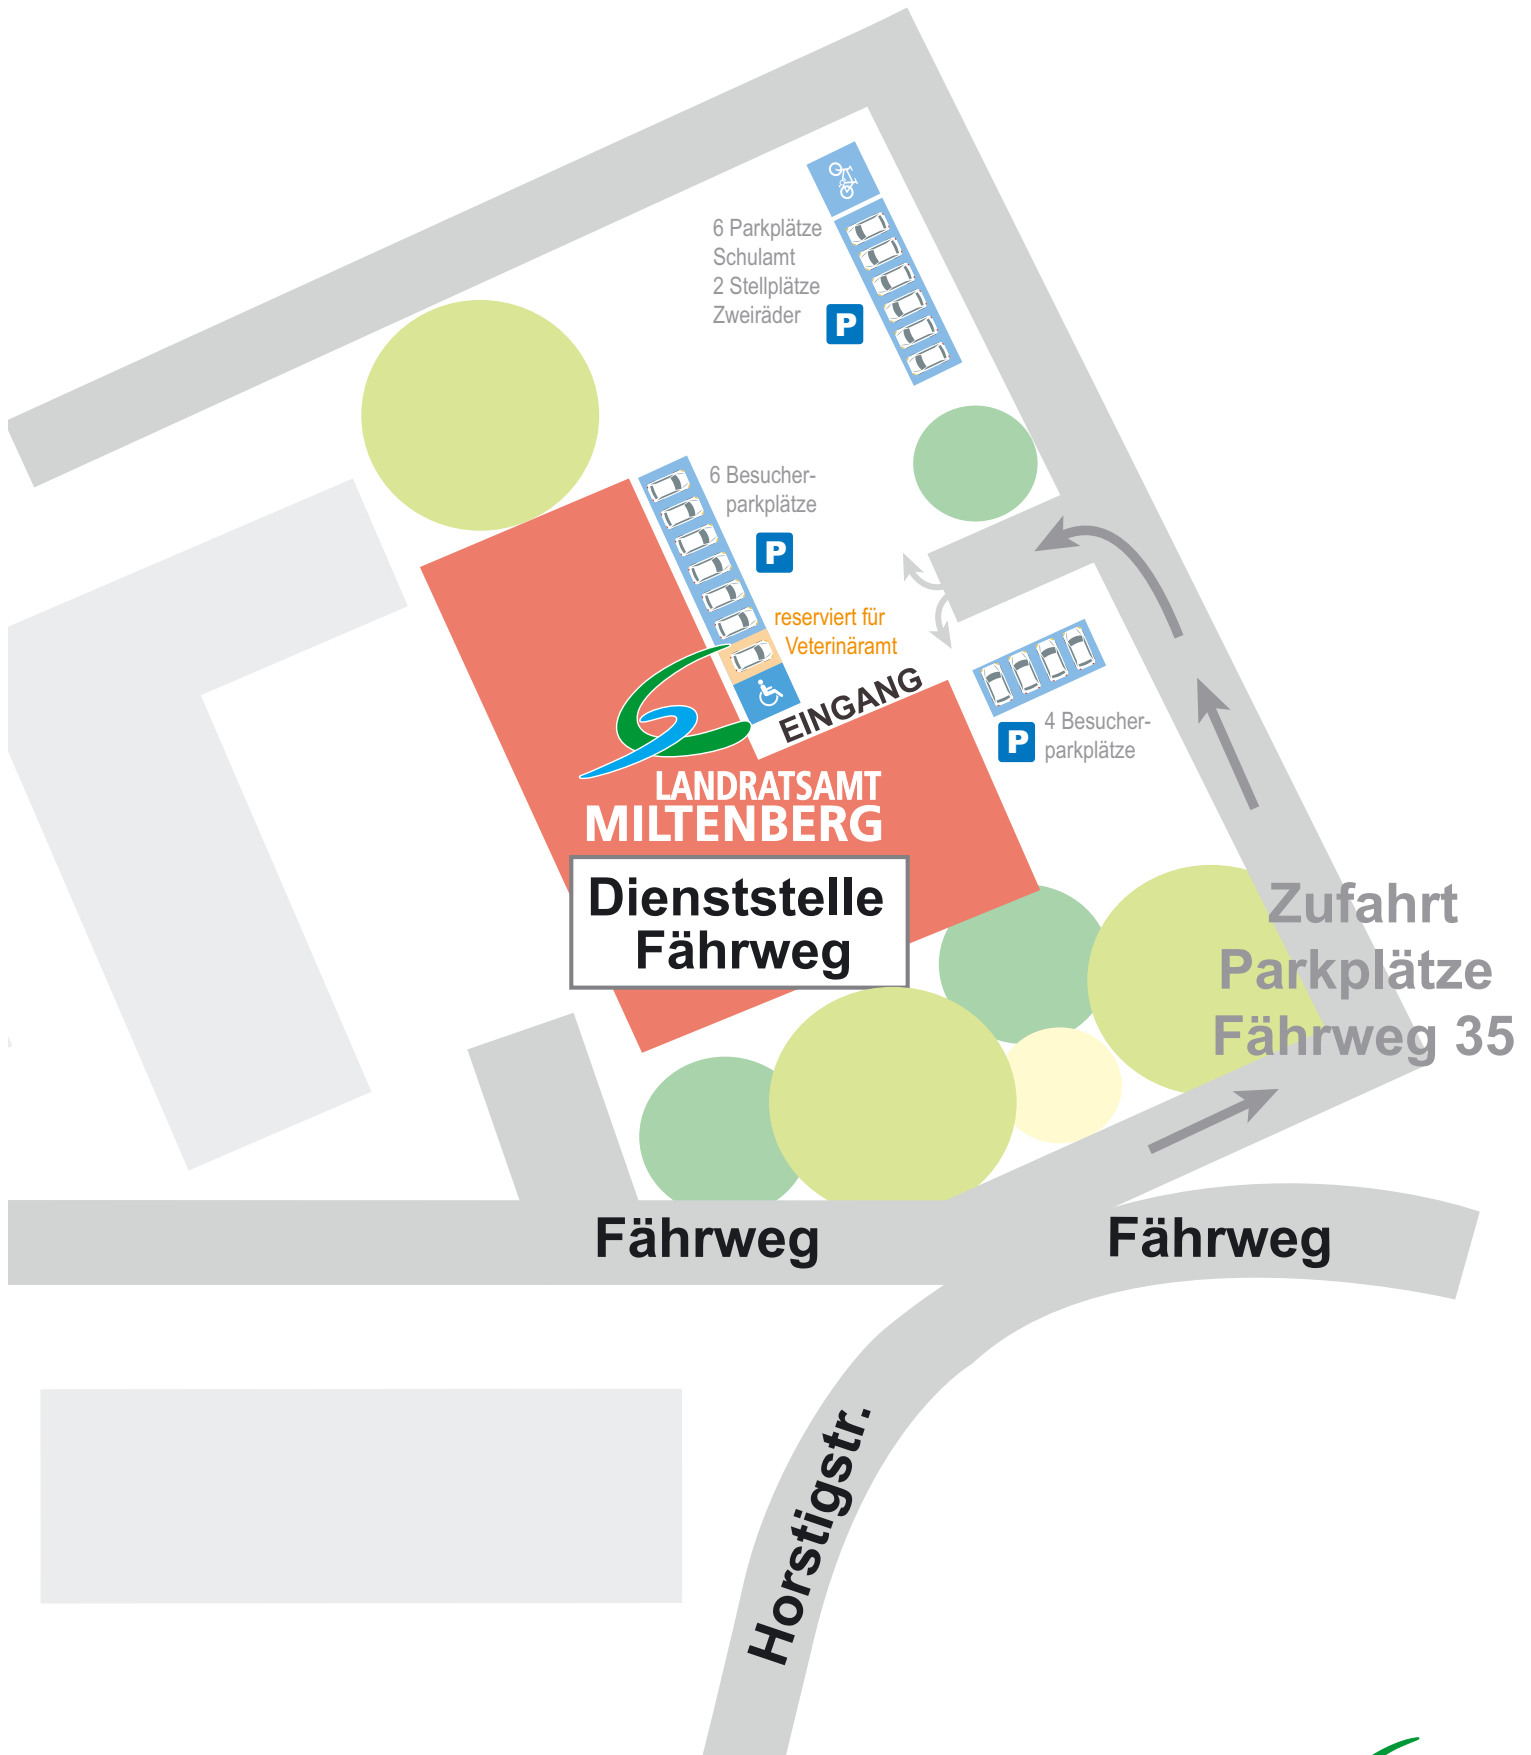 6 Parkplätze
Schulamt
2 Stellplätze
Zweiräder
P
6 Besucher-
parkplätze
P
reserviert für
Veterinäramt
EINGANG
4 Besucher-
parkplätze
P
LANDRATSAMT
MILTENBERG
Dienststelle
Fährweg
Zufahrt
Parkplätze
Fährweg 35
Fährweg
Fährweg
Horstigstr.